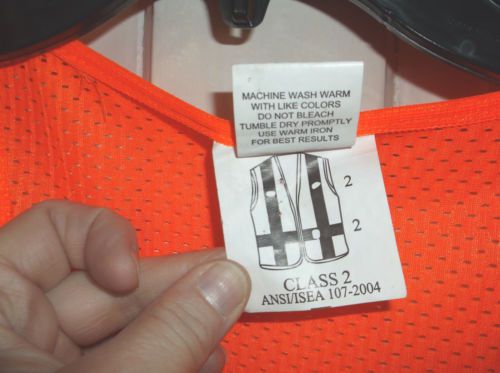 MACHINE WASH WARM
WITH LIKE COLORS
DO NOT BLEACH
TUMBLE DRY PROMPTLY
USE WARM IRON
FOR BEST RESULTS
2
2
CLASS 2
ANSI/ISEA 107-2004